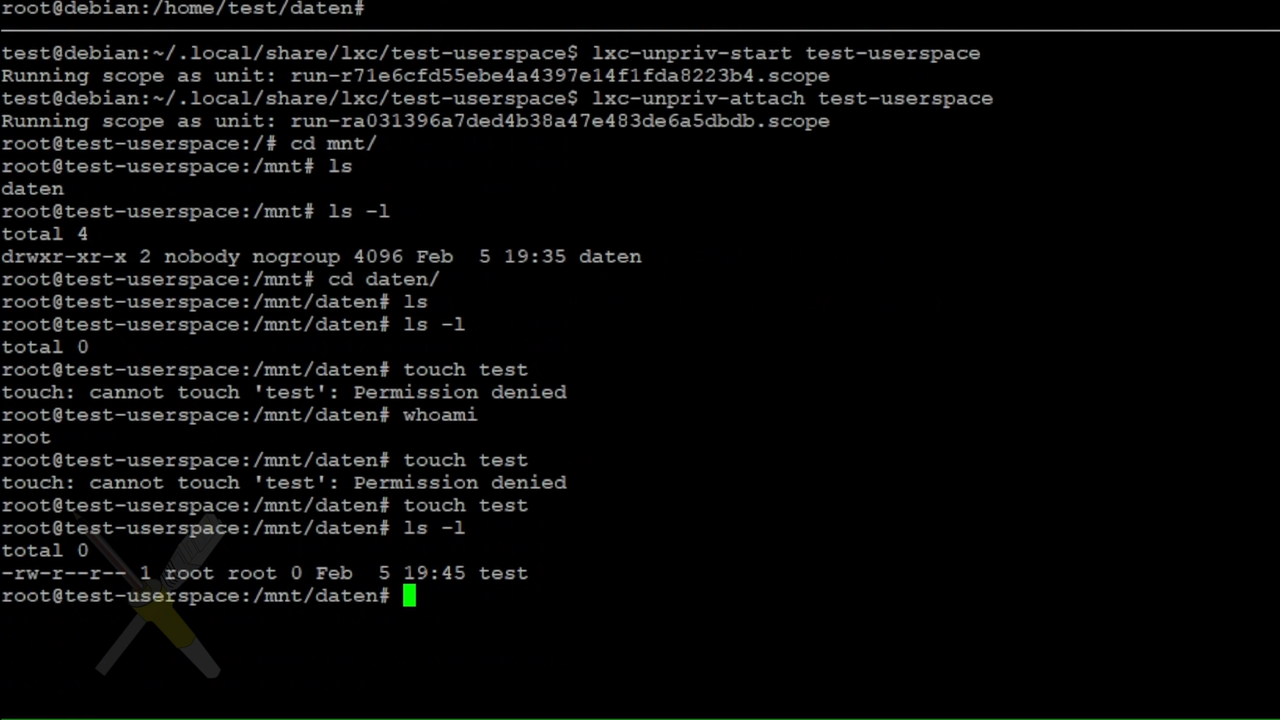 root@debian:/home/test/daten#
test@debian:~/.local/share/lxc/test-userspace$ lxc-unpriv-start test-userspace
Running scope as unit: run-r71e6cfd55ebe4a4397e14f1fda8223b4.scope
test@debian:~/.local/share/lxc/test-userspace$ lxc-unpriv-attach test-userspace
Running scope as unit: run-ra031396a7ded4b38a47e483de6a5dbdb.scope
root@test-userspace:/# cd mnt/
root@test-userspace:/mnt# ls
daten
root@test-userspace:/mnt# ls -l
total 4
drwxr-xr-x 2 nobody nogroup 4096 Feb  5 19:35 daten
root@test-userspace:/mnt# cd daten/
root@test-userspace:/mnt/daten# ls
root@test-userspace:/mnt/daten# ls -l
total 0
root@test-userspace:/mnt/daten# touch test
touch: cannot touch 'test': Permission denied
root@test-userspace:/mnt/daten# whoami
root
root@test-userspace:/mnt/daten# touch test
touch: cannot touch 'test': Permission denied
root@test-userspace:/mnt/daten# touch test
root@test-userspace:/mnt/daten# ls -l
total 0
-rw-r--r-- 1 root root 0 Feb  5 19:45 test
root@test-userspace:/mnt/daten#